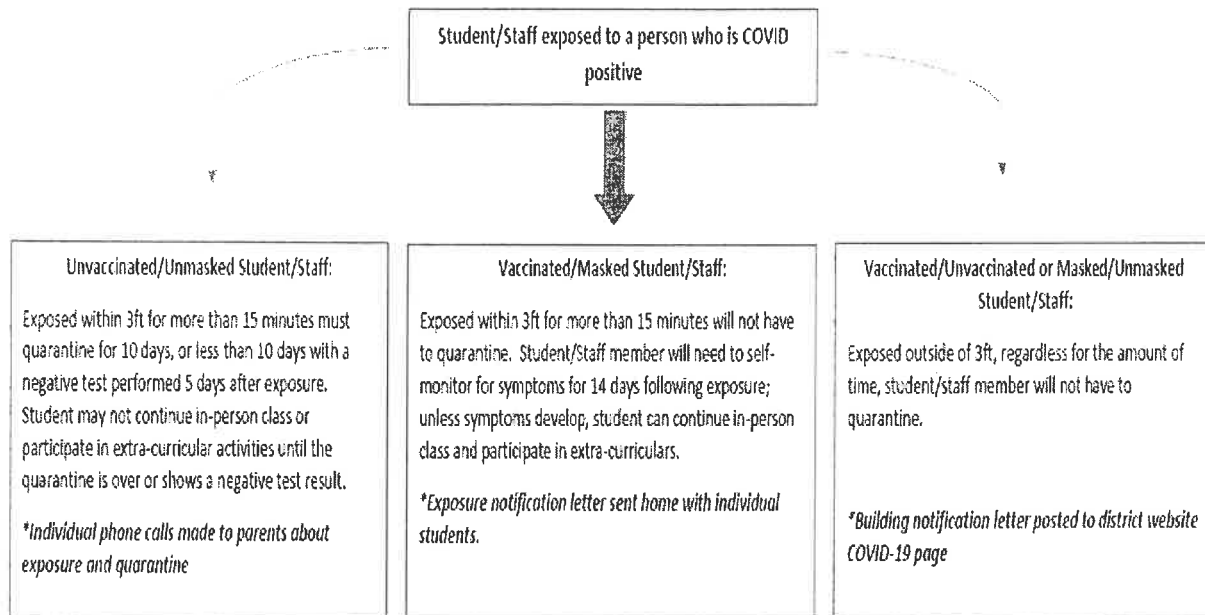 Student/Staff exposed to a person who is COVID
positive
Unvaccinated/Unmasked Student/Staff:
Exposed within 3ft for more than 15 minutes must
quarantine for 10 days, or less than 10 days with a
negative test performed 5 days after exposure.
Student may not continue in-person class or
participate in extra-curricular activities until the
quarantine is over or shows a negative test result.
*Individual phone calls made to parents about
exposure and quarantine
Vaccinated/Masked Student/Staff:
Exposed within 3ft for more than 15 minutes will not have
to quarantine. Student/Staff member will need to self-
monitor for symptoms for 14 days following exposure;
unless symptoms develop, student can continue in-person
class and participate in extra-curriculars.
*Exposure notification letter sent home with individual
students.
Vaccinated/Unvaccinated or Masked/Unmasked
Student/Staff:
Exposed outside of 3ft, regardless for the amount of
time, student/staff member will not have to
quarantine.
*Building notification letter posted to district website
COVID-19 page